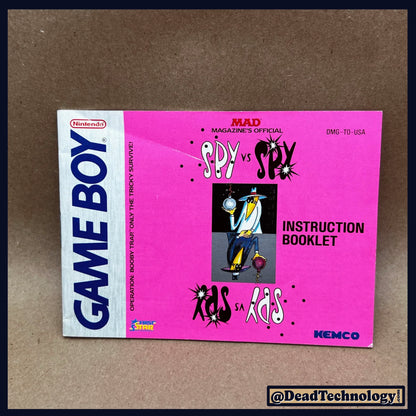 Nintendo
GAME BOY
OPERATION: BOOBY TRAP "ONLY THE TRICKY SURVIVE!
MAD
MAGAZINE'S OFFICIAL
DMG-TO-USA
SPY vs SPY
INSTRUCTION
BOOKLET
SPY vs SPY
KEMCO
STAR
@DeadTechnology